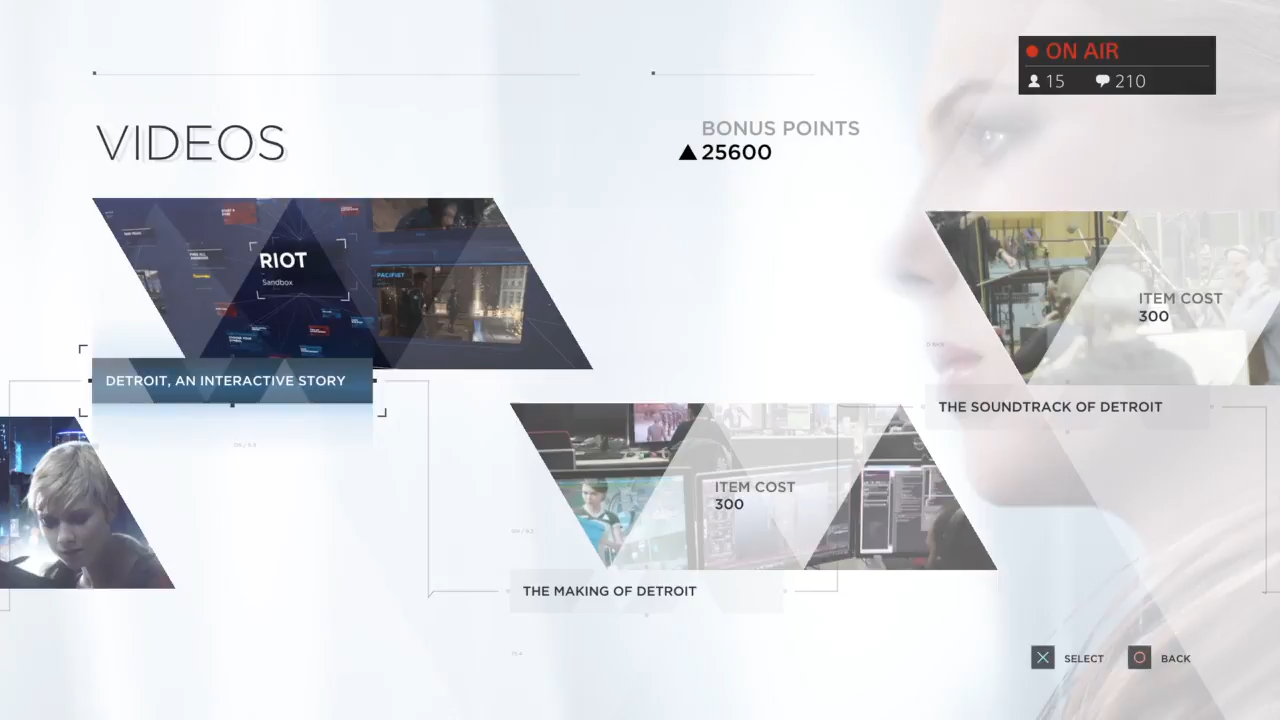 ON AIR
15 210
VIDEOS
BONUS POINTS
25600
RIOT
Sandbox
PACIFIST
ITEM COST
300
DETROIT, AN INTERACTIVE STORY
THE SOUNDTRACK OF DETROIT
ITEM COST
300
THE MAKING OF DETROIT
SELECT BACK